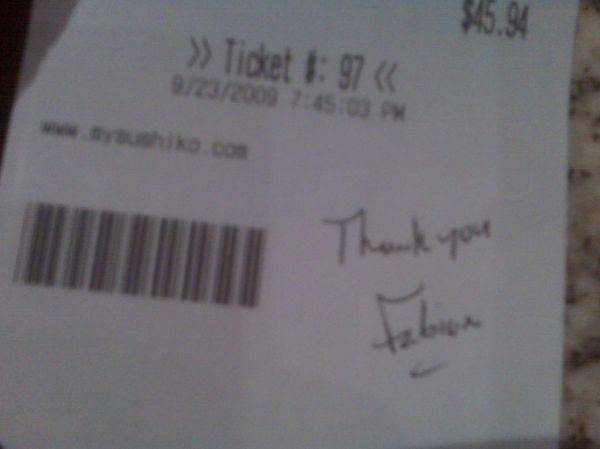 $45.94
>> Ticket #: 97 <<
9/23/2009 7:45:03 PM
www.mysushiko.com
Thank you
Fabian